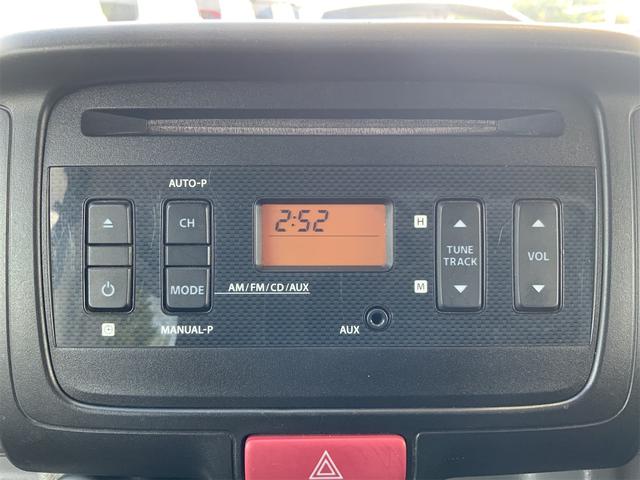 AUTO-P
CH
2:52
H
TUNE
TRACK
VOL
MODE
AM/FM/CD/AUX
M
MANUAL-P
AUX